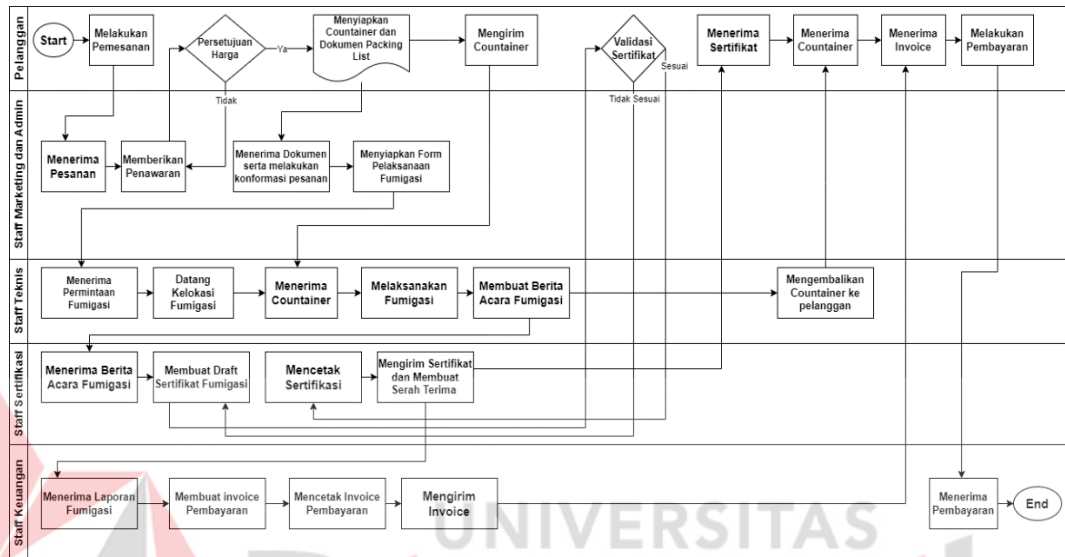 Pelanggan
Start
Melakukan
Pemesanan
Persetujuan
Harga
Ya
Tidak
Menyiapkan
Countainer dan
Dokumen Packing
List
Mengirim
Countainer
Validasi
Sertifikat
Sesuai
Tidak Sesuai
Menerima
Sertifikat
Menerima
Countainer
Menerima
Invoice
Melakukan
Pembayaran
Staff Marketing dan Admin
Menerima
Pesanan
Memberikan
Penawaran
Menerima Dokumen
serta melakukan
konformasi pesanan
Menyiapkan Form
Pelaksanaan
Fumigasi
Staff Teknis
Menerima
Permintaan
Fumigasi
Datang
Kelokasi
Fumigasi
Menerima
Countainer
Melaksanakan
Fumigasi
Membuat Berita
Acara Fumigasi
Mengembalikan
Countainer ke
pelanggan
Staff Sertifikasi
Menerima Berita
Acara Fumigasi
Membuat Draft
Sertifikat Fumigasi
Mencetak
Sertifikasi
Mengirim Sertifikat
dan Membuat
Serah Terima
Staff Keuangan
Menerima Laporan
Fumigasi
Membuat invoice
Pembayaran
Mencetak Invoice
Pembayaran
Mengirim
Invoice
Menerima
Pembayaran
End
UNIVERSITAS